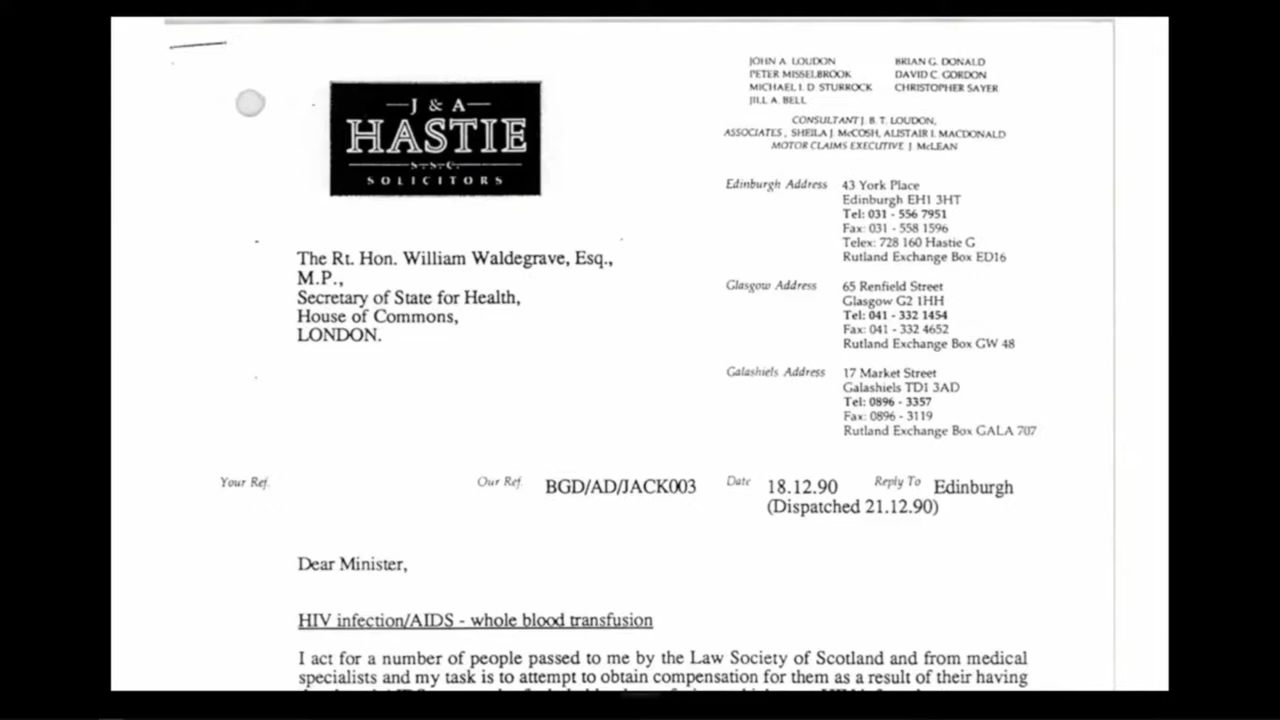 J & A
HASTIE
S.S.C.
SOLICITORS
JOHN A. LOUDON
PETER MISSELBROOK
MICHAEL I. D. STURROCK
JILL A. BELL
BRIAN G. DONALD
DAVID C. GORDON
CHRISTOPHER SAYER
CONSULTANT J. B. T. LOUDON,
ASSOCIATES, SHEILA J. McCOSH, ALISTAIR I. MACDONALD
MOTOR CLAIMS EXECUTIVE J. McLEAN
Edinburgh Address 43 York Place
Edinburgh EH1 3HT
Tel: 031 - 556 7951
Fax: 031 - 558 1596
Telex: 728 160 Hastie G
Rutland Exchange Box ED16
Glasgow Address 65 Renfield Street
Glasgow G2 1HH
Tel: 041 - 332 1454
Fax: 041 - 332 4652
Rutland Exchange Box GW 48
Galashiels Address 17 Market Street
Galashiels TD1 3AD
Tel: 0896 - 3357
Fax: 0896 - 3119
Rutland Exchange Box GALA 707
The Rt. Hon. William Waldegrave, Esq.,
M.P.,
Secretary of State for Health,
House of Commons,
LONDON.
Your Ref. Our Ref. BGD/AD/JACK003 Date 18.12.90 Reply To Edinburgh
(Dispatched 21.12.90)
Dear Minister,
HIV infection/AIDS - whole blood transfusion
I act for a number of people passed to me by the Law Society of Scotland and from medical
specialists and my task is to attempt to obtain compensation for them as a result of their having